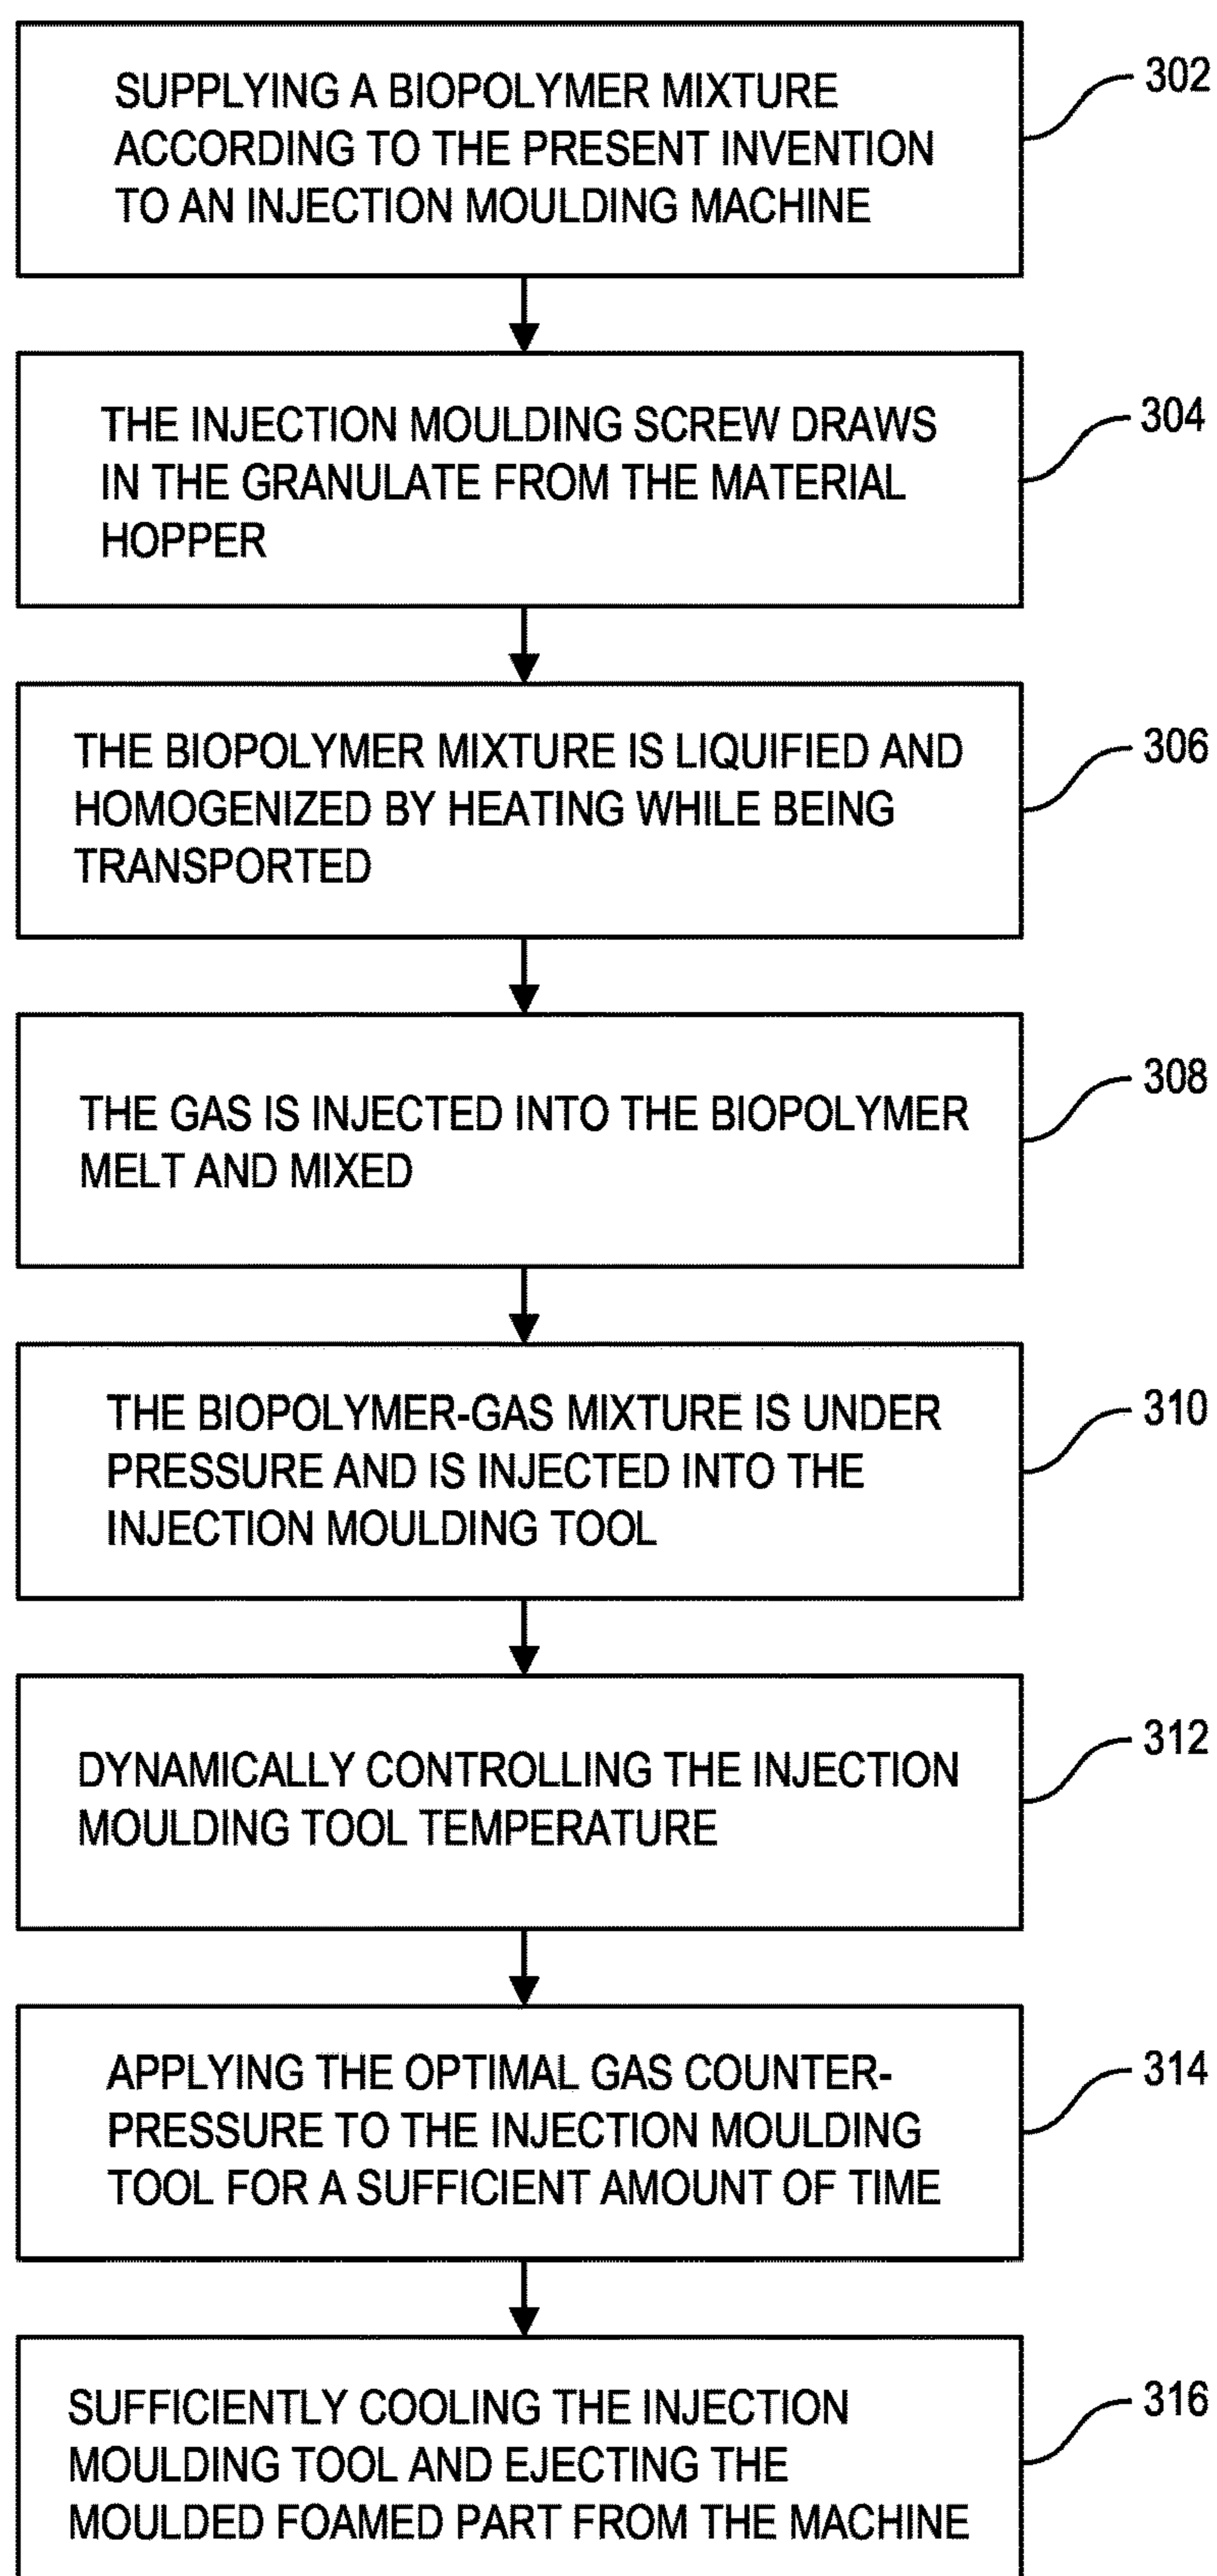 SUPPLYING A BIOPOLYMER MIXTURE
ACCORDING TO THE PRESENT INVENTION
TO AN INJECTION MOULDING MACHINE
302
THE INJECTION MOULDING SCREW DRAWS
IN THE GRANULATE FROM THE MATERIAL
HOPPER
304
THE BIOPOLYMER MIXTURE IS LIQUIFIED AND
HOMOGENIZED BY HEATING WHILE BEING
TRANSPORTED
306
THE GAS IS INJECTED INTO THE BIOPOLYMER
MELT AND MIXED
308
THE BIOPOLYMER-GAS MIXTURE IS UNDER
PRESSURE AND IS INJECTED INTO THE
INJECTION MOULDING TOOL
310
DYNAMICALLY CONTROLLING THE INJECTION
MOULDING TOOL TEMPERATURE
312
APPLYING THE OPTIMAL GAS COUNTER-
PRESSURE TO THE INJECTION MOULDING
TOOL FOR A SUFFICIENT AMOUNT OF TIME
314
SUFFICIENTLY COOLING THE INJECTION
MOULDING TOOL AND EJECTING THE
MOULDED FOAMED PART FROM THE MACHINE
316